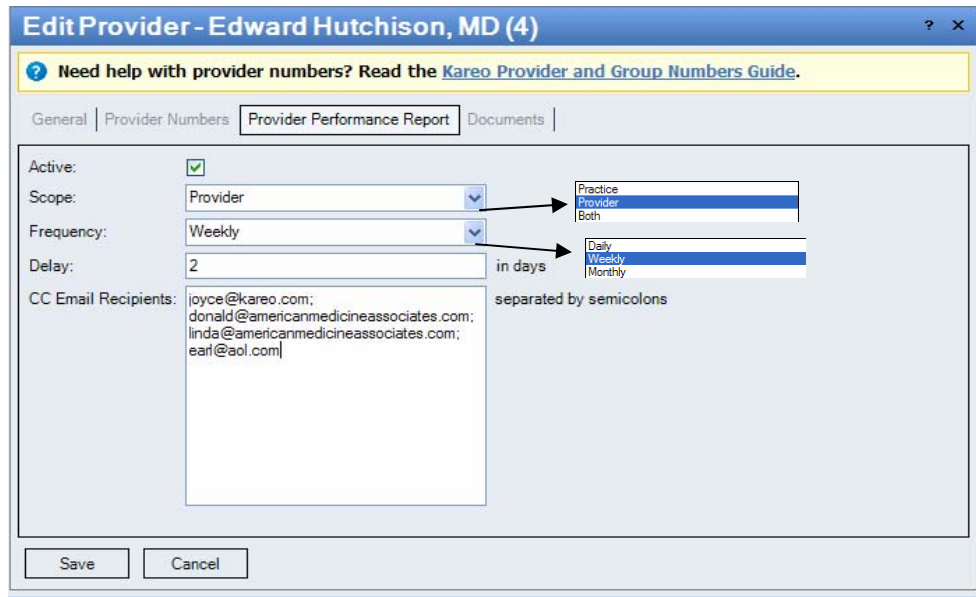 Edit Provider - Edward Hutchison, MD (4)
? X
? Need help with provider numbers? Read the Kareo Provider and Group Numbers Guide.
General | Provider Numbers | Provider Performance Report | Documents |
Active:
Scope: Provider
Practice
Provider
Both
Frequency: Weekly
Daily
Weekly
Monthly
Delay: 2 in days
CC Email Recipients: joyce@kareo.com; separated by semicolons
donald@americanmedicineassociates.com;
linda@americanmedicineassociates.com;
earl@aol.com
Save Cancel